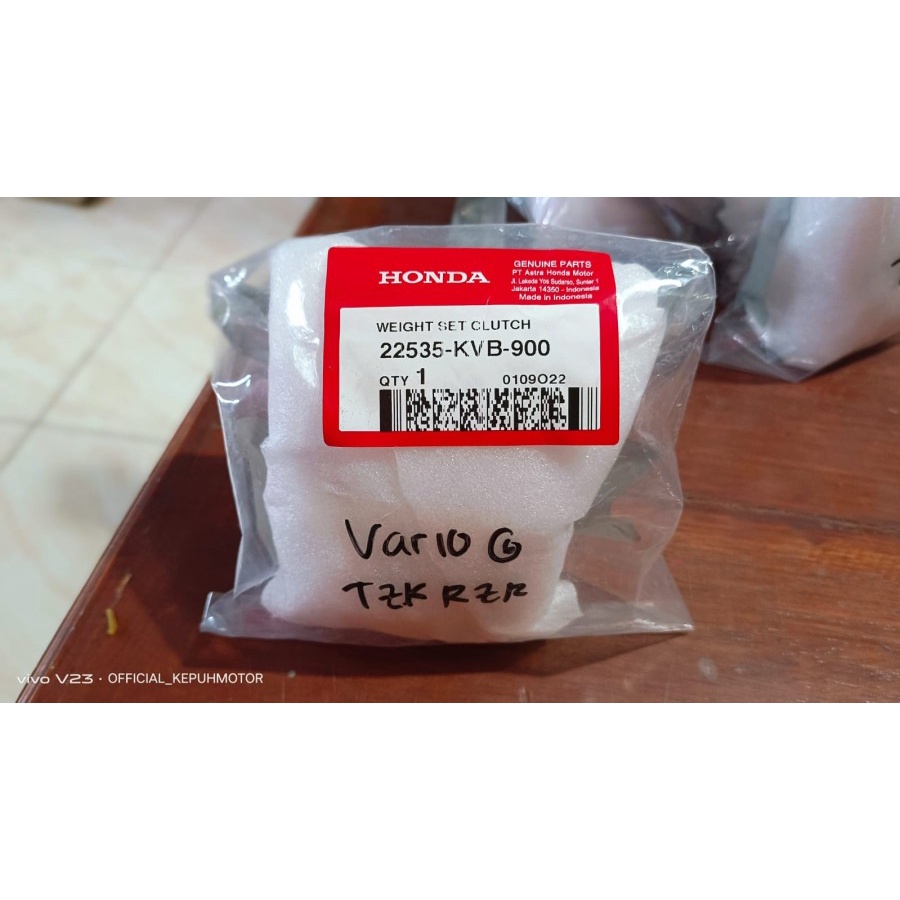 HONDA
GENUINE PARTS
PT Astra Honda Motor
Jl. Laksda Yos Sudarso, Sunter 1
Jakarta 14350 - Indonesia
Made in Indonesia
WEIGHT SET CLUTCH
22535-KVB-900
QTY 1 0109O22
Vario G
TZK RZR
vivo V23 · OFFICIAL_KEPUHMOTOR